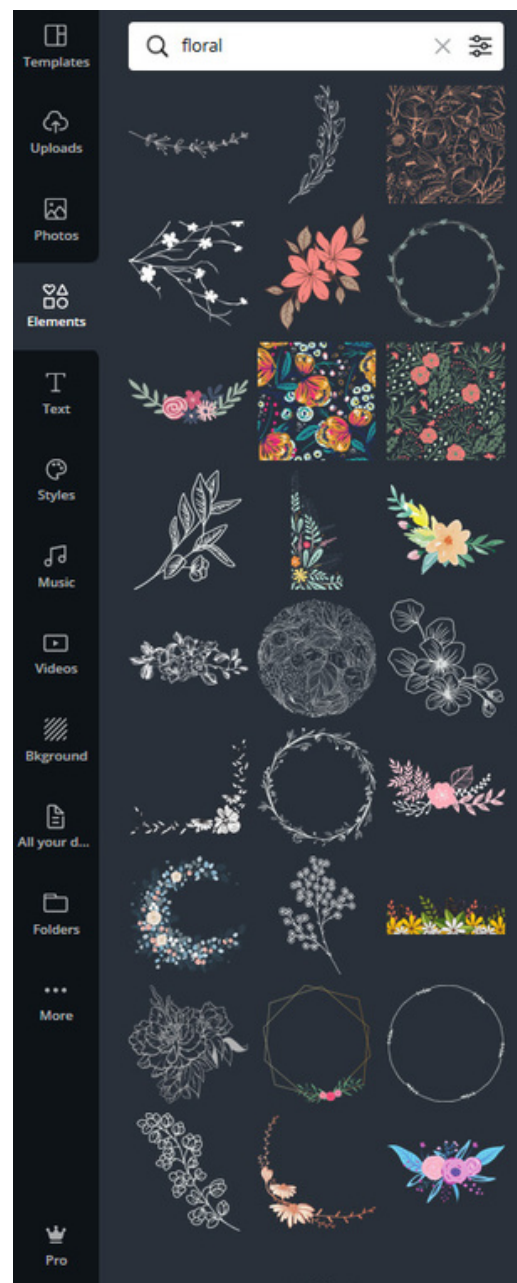 floral
Templates
Uploads
Photos
Elements
Text
Styles
Music
Videos
Bkground
All your d...
Folders
More
Pro